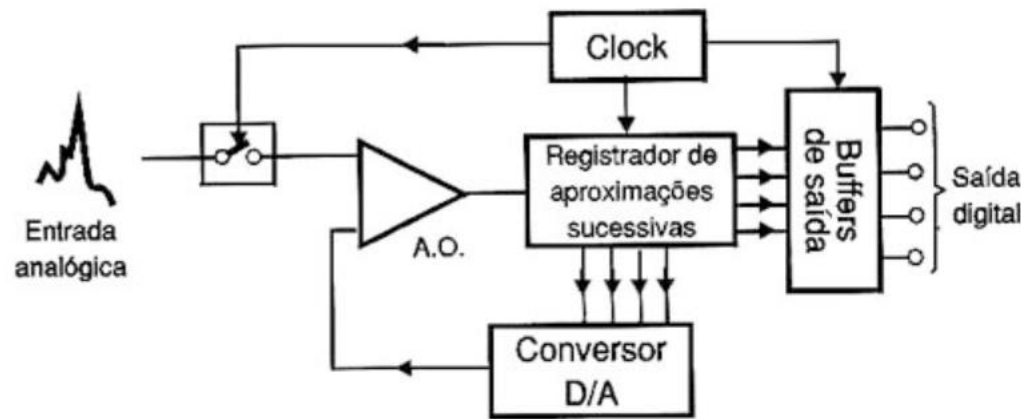 Clock
Entrada
analógica
A.O.
Registrador de
aproximações
sucessivas
Buffers
de saída
Saída
digital
Conversor
D/A